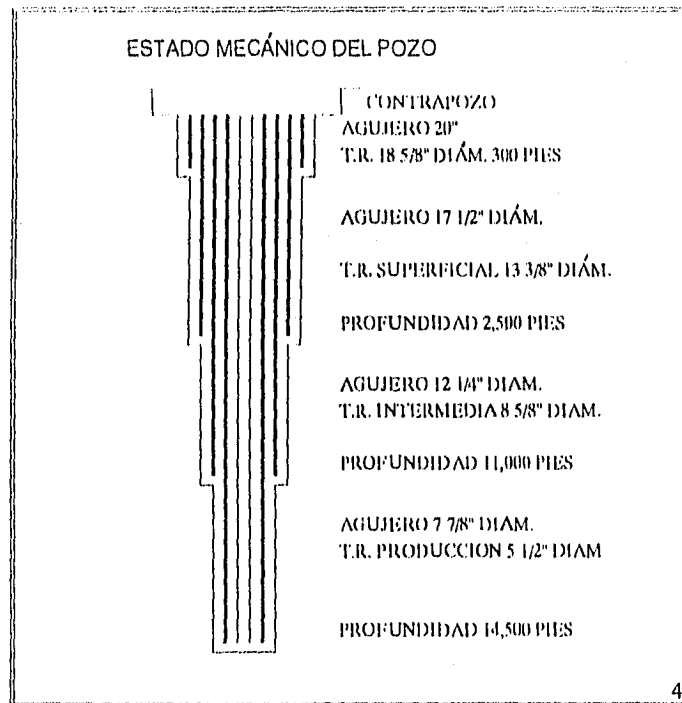 ESTADO MECÁNICO DEL POZO
CONTRAPOZO
AGUJERO 20"
T.R. 18 5/8" DIÁM. 300 PIES
AGUJERO 17 1/2" DIÁM.
T.R. SUPERFICIAL 13 3/8" DIÁM.
PROFUNDIDAD 2,500 PIES
AGUJERO 12 1/4" DIAM.
T.R. INTERMEDIA 8 5/8" DIAM.
PROFUNDIDAD 11,000 PIES
AGUJERO 7 7/8" DIAM.
T.R. PRODUCCION 5 1/2" DIAM
PROFUNDIDAD 14,500 PIES
4